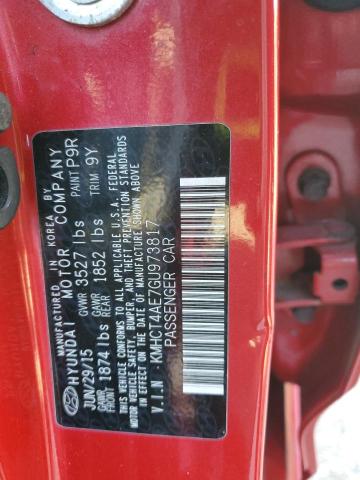 MANUFACTURED IN KOREA BY
HYUNDAI MOTOR COMPANY
JUN/29/15 GVWR 3527 lbs PAINT P9R
GAWR FRONT 1874 lbs GAWR REAR 1852 lbs TRIM 9Y
THIS VEHICLE CONFORMS TO ALL APPLICABLE U.S.A. FEDERAL
MOTOR VEHICLE SAFETY, BUMPER, AND THEFT PREVENTION STANDARDS
IN EFFECT ON THE DATE OF MANUFACTURE SHOWN ABOVE.
V.I.N : KMHCT4AE7GU973817
PASSENGER CAR